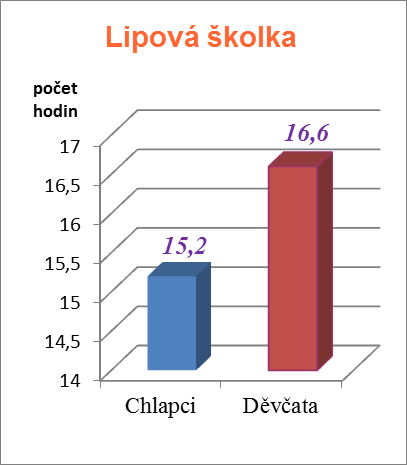 Lipová školka
počet
hodin
17
16,5
16
15,5
15
14,5
14
16,6
15,2
Chlapci
Děvčata